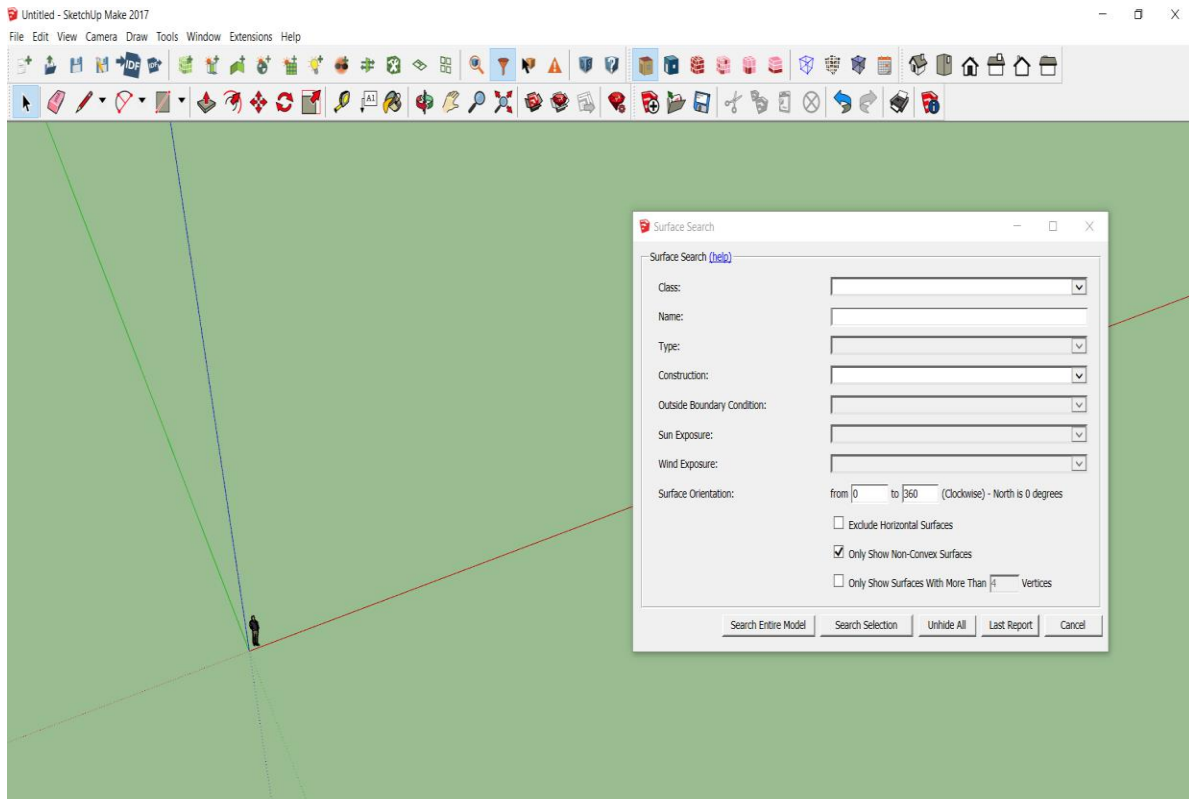 Untitled - SketchUp Make 2017
File Edit View Camera Draw Tools Window Extensions Help
IDF IDF
A1
Surface Search
Surface Search (help)
Class:
Name:
Type:
Construction:
Outside Boundary Condition:
Sun Exposure:
Wind Exposure:
Surface Orientation: from 0 to 360 (Clockwise) - North is 0 degrees
Exclude Horizontal Surfaces
Only Show Non-Convex Surfaces
Only Show Surfaces With More Than 4 Vertices
Search Entire Model Search Selection Unhide All Last Report Cancel